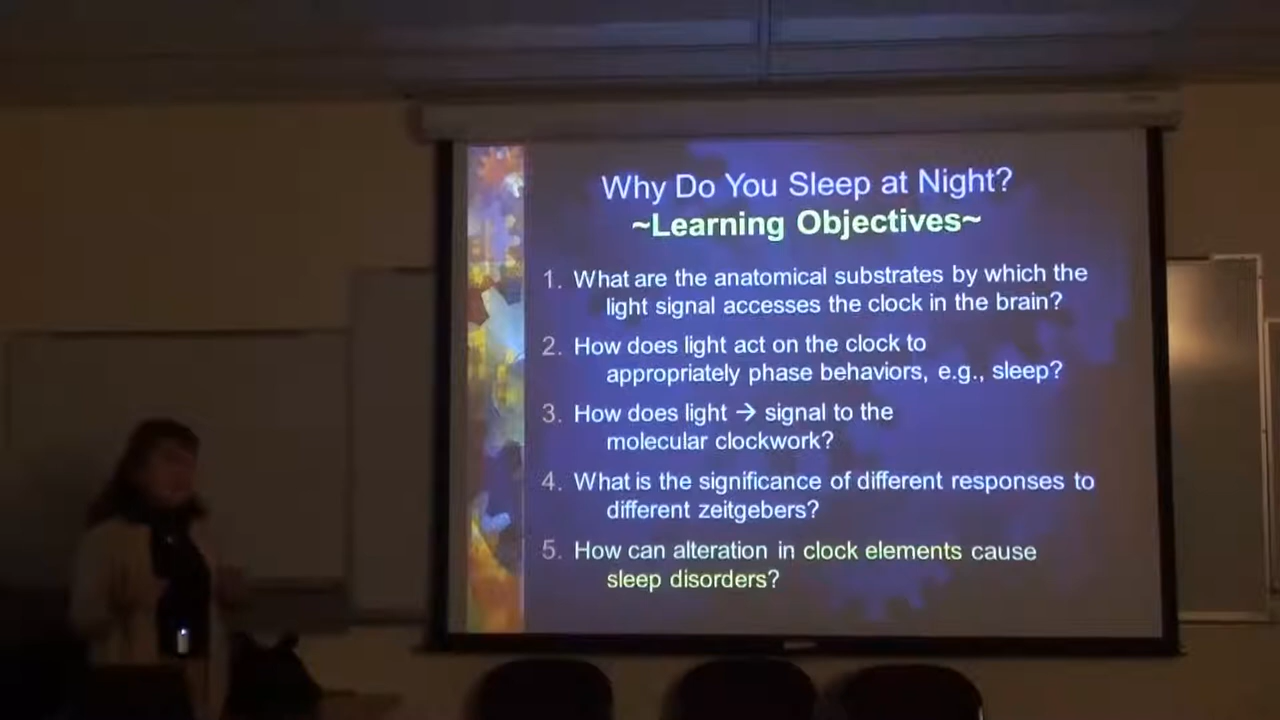 Why Do You Sleep at Night?
~Learning Objectives~
1. What are the anatomical substrates by which the
light signal accesses the clock in the brain?
2. How does light act on the clock to
appropriately phase behaviors, e.g., sleep?
3. How does light → signal to the
molecular clockwork?
4. What is the significance of different responses to
different zeitgebers?
5. How can alteration in clock elements cause
sleep disorders?